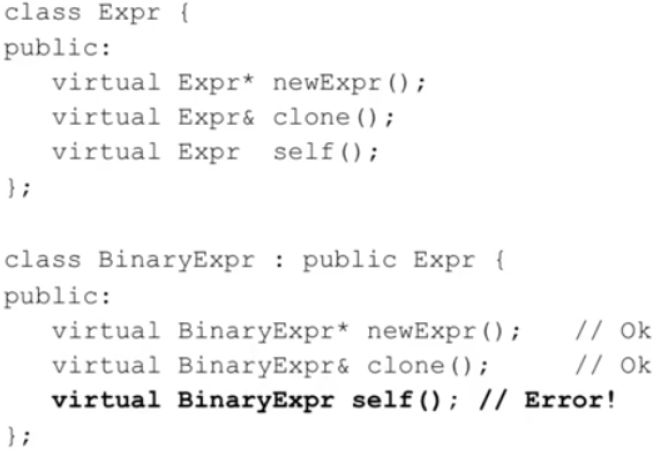 class Expr {
public:
   virtual Expr* newExpr();
   virtual Expr& clone();
   virtual Expr  self();
};

class BinaryExpr : public Expr {
public:
   virtual BinaryExpr* newExpr();   // Ok
   virtual BinaryExpr& clone();     // Ok
   virtual BinaryExpr self(); // Error!
};